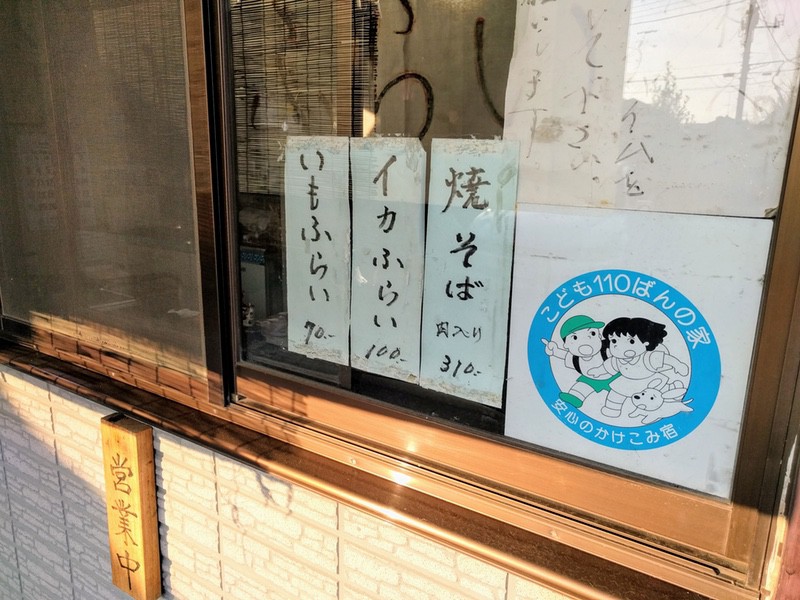 焼そば
肉入り
310.-
イカふらい
100.-
いもふらい
70.-
こども110ばんの家
安心のかけこみ宿
営業中